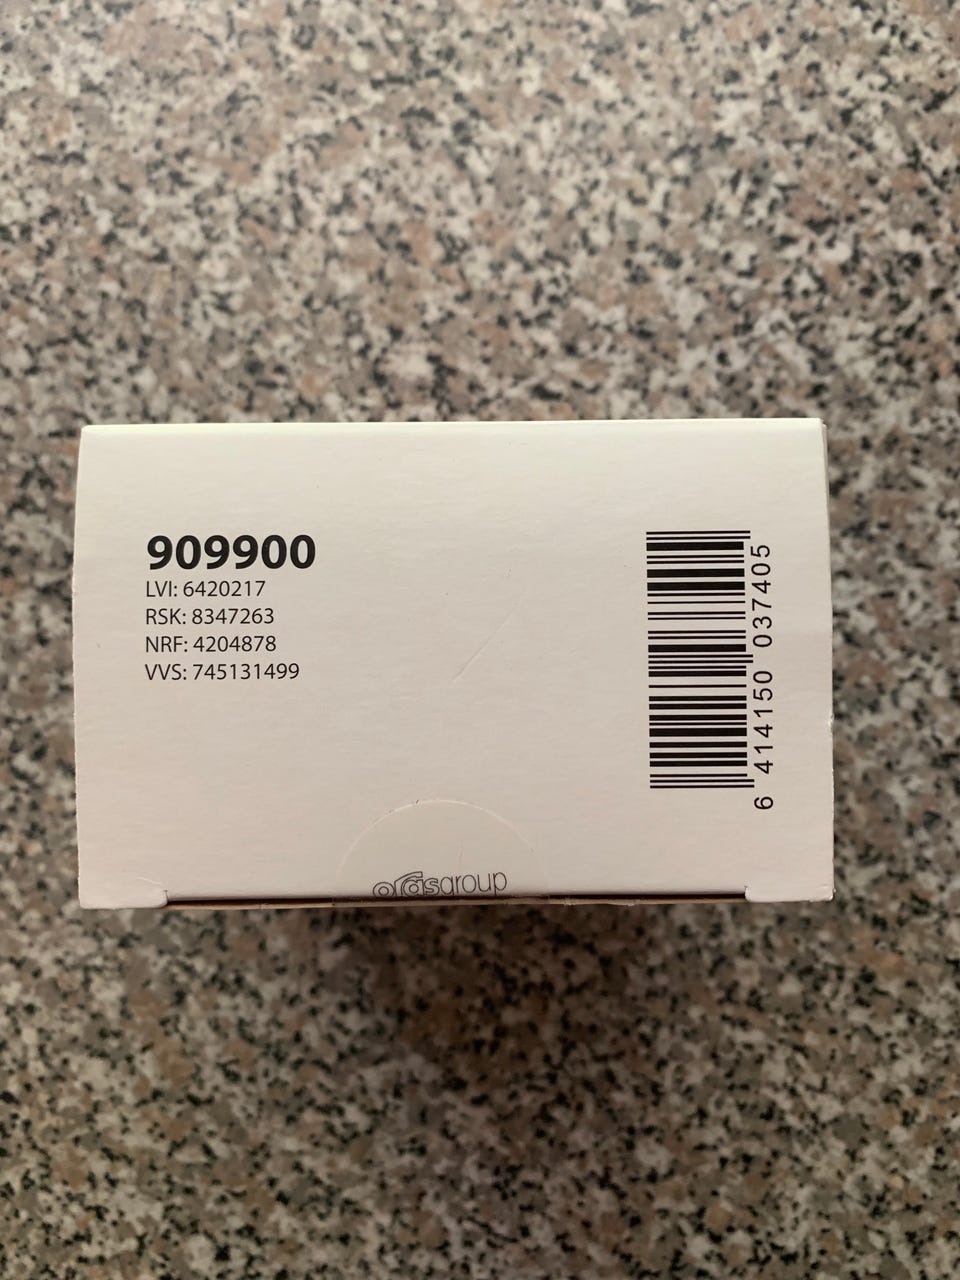 909900
LVI: 6420217
RSK: 8347263
NRF: 4204878
VVS: 745131499
6 414150 037405
orasgroup